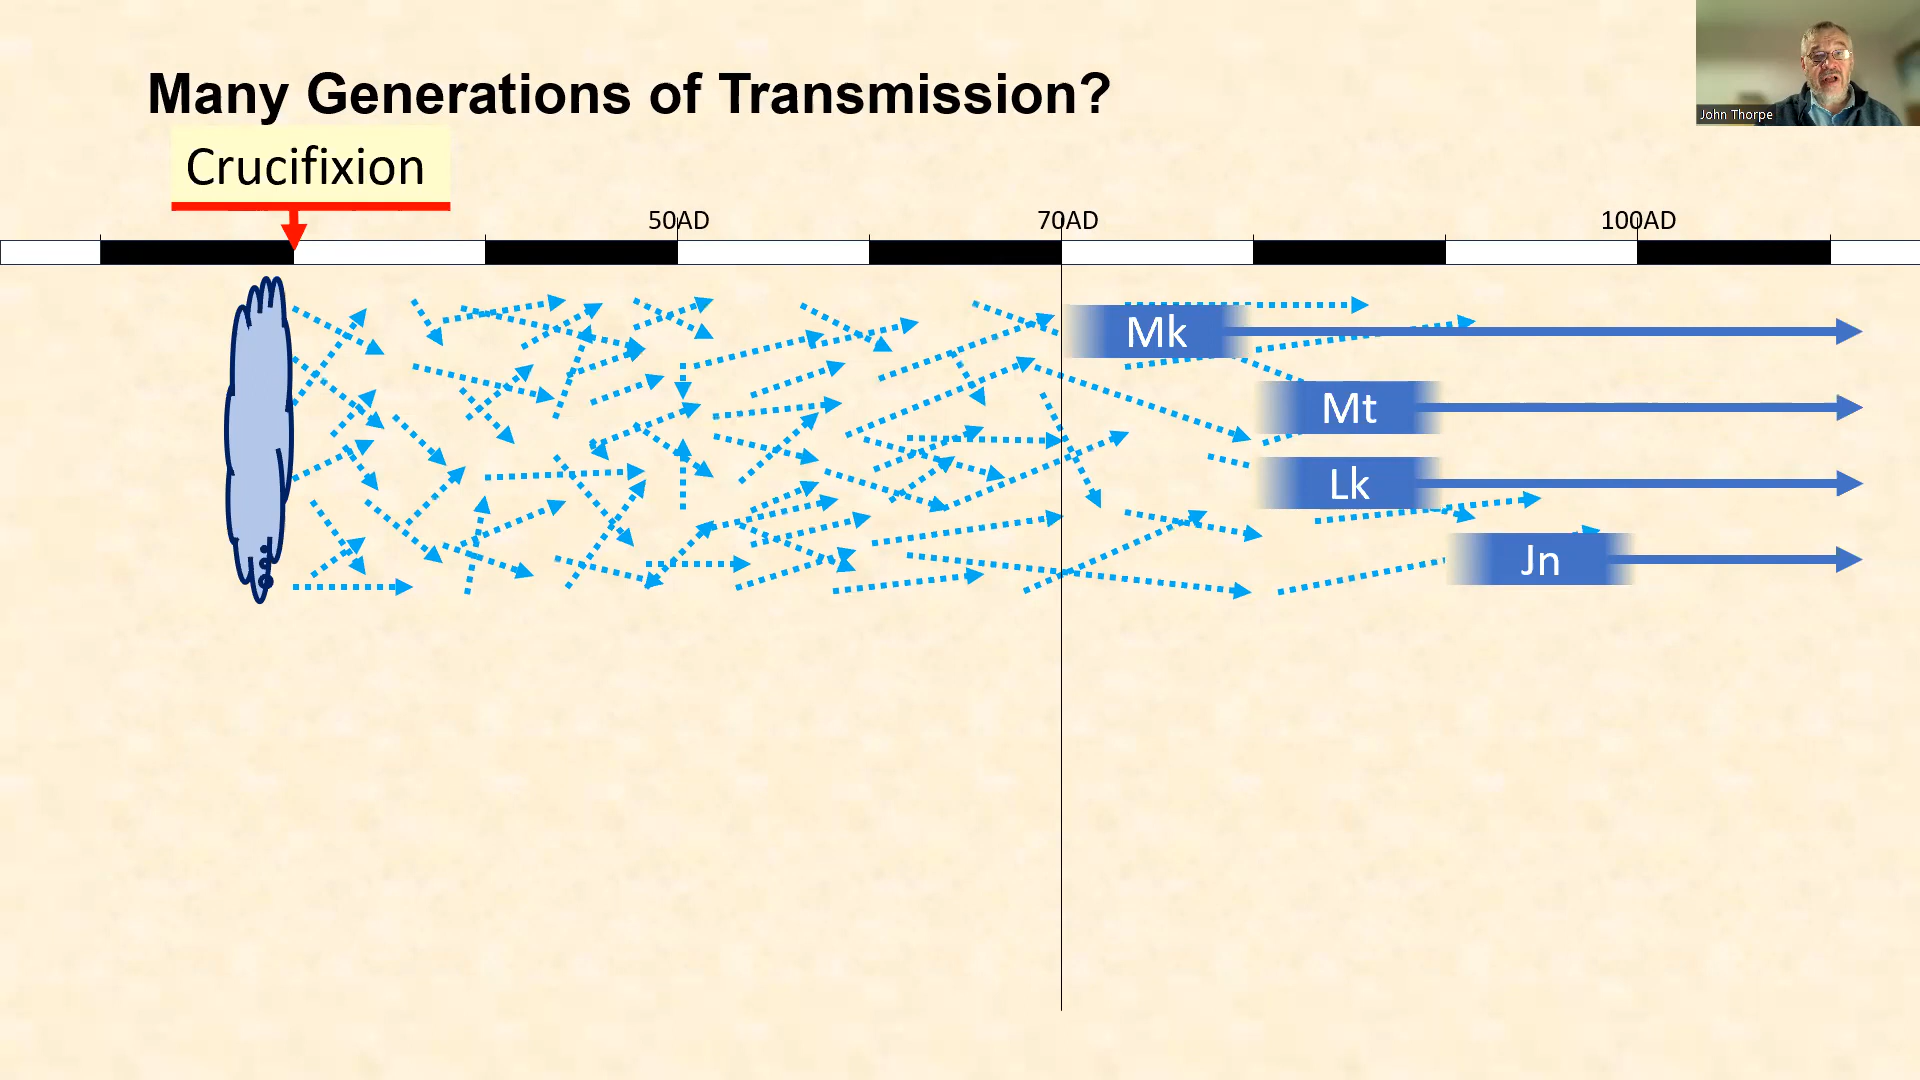 Many Generations of Transmission?
John Thorpe
Crucifixion
50AD 70AD 100AD
Mk
Mt
Lk
Jn